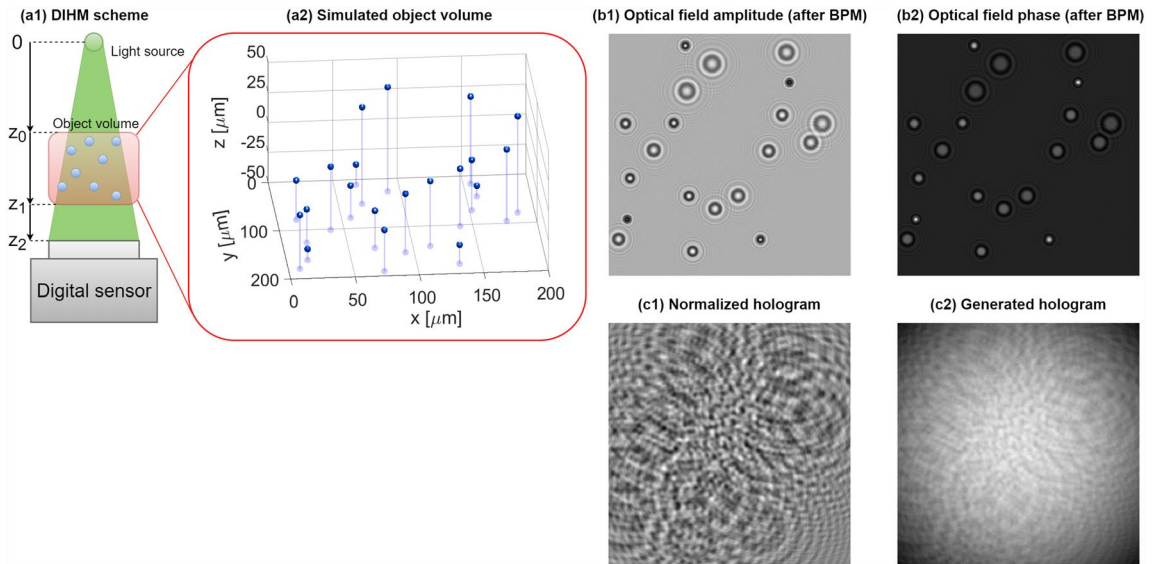 (a1) DIHM scheme
0
Light source
Object volume
z0
z1
z2
Digital sensor
(a2) Simulated object volume
z [μm]
50
25
0
-25
-50
0
y [μm]
100
200
0
50
100
150
200
x [μm]
(b1) Optical field amplitude (after BPM)
(b2) Optical field phase (after BPM)
(c1) Normalized hologram
(c2) Generated hologram